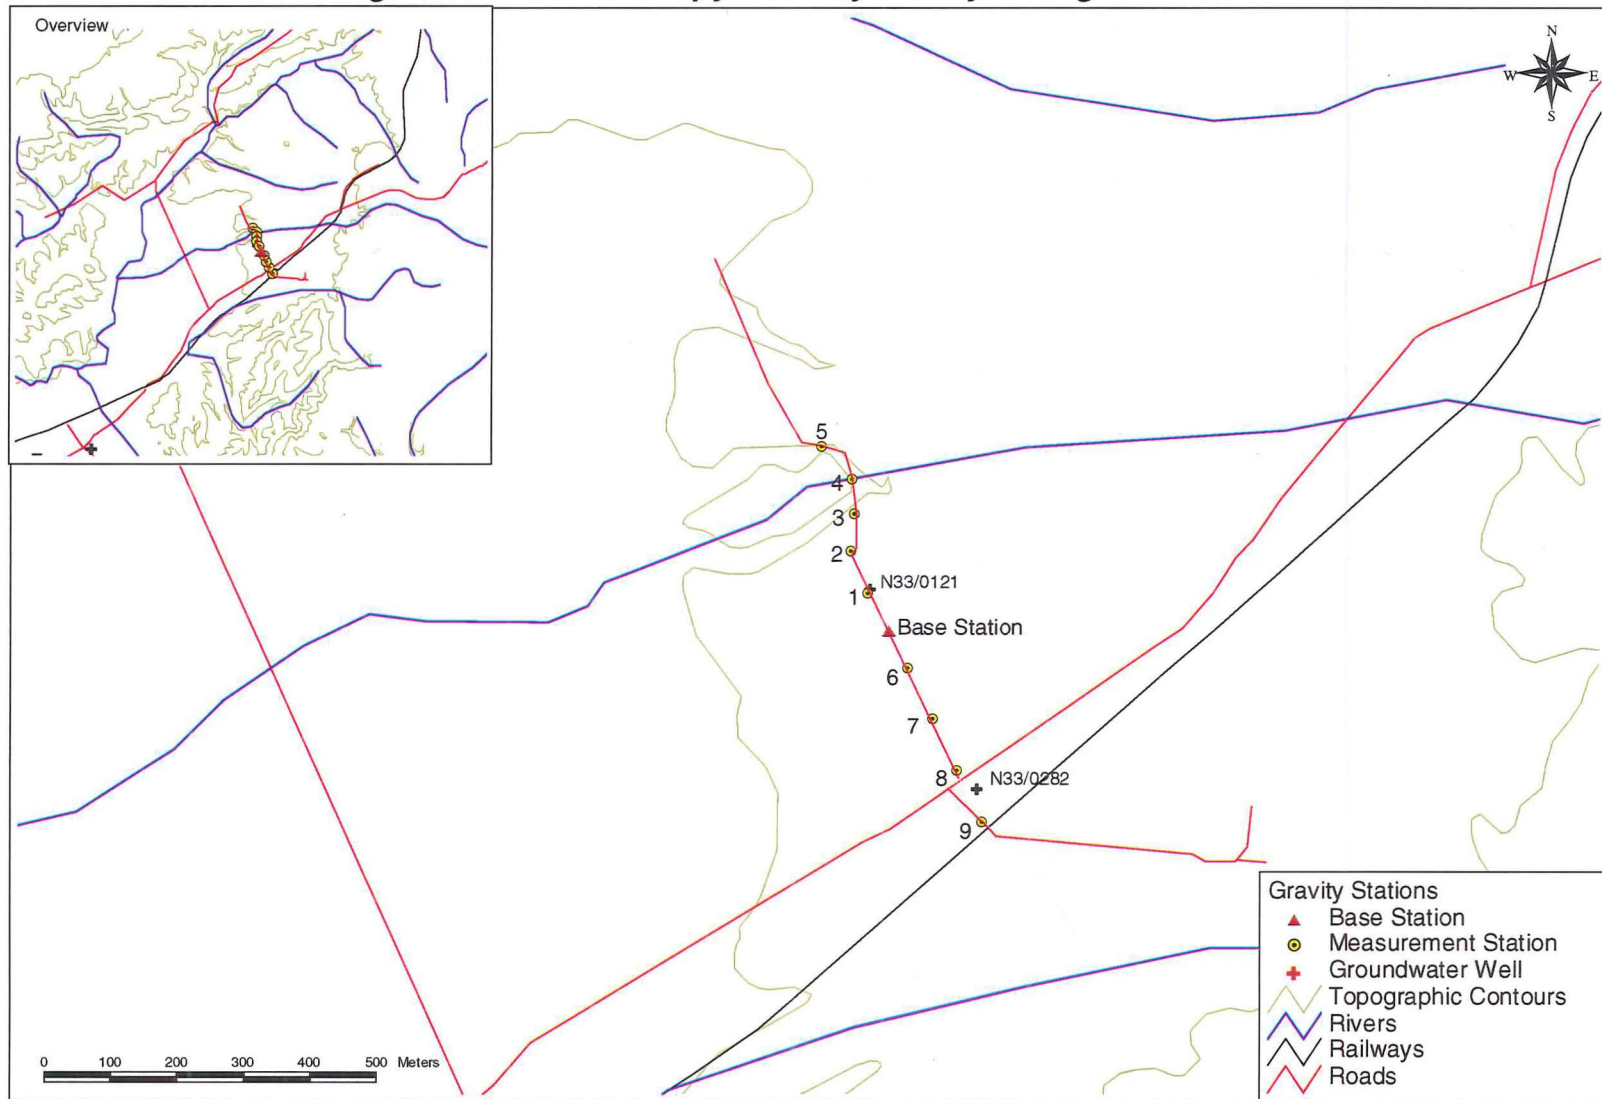 Overview
N
W E
S
5
4
3
2
N33/0121
1
Base Station
6
7
8
N33/0282
9
Gravity Stations
Base Station
Measurement Station
Groundwater Well
Topographic Contours
Rivers
Railways
Roads
0 100 200 300 400 500 Meters